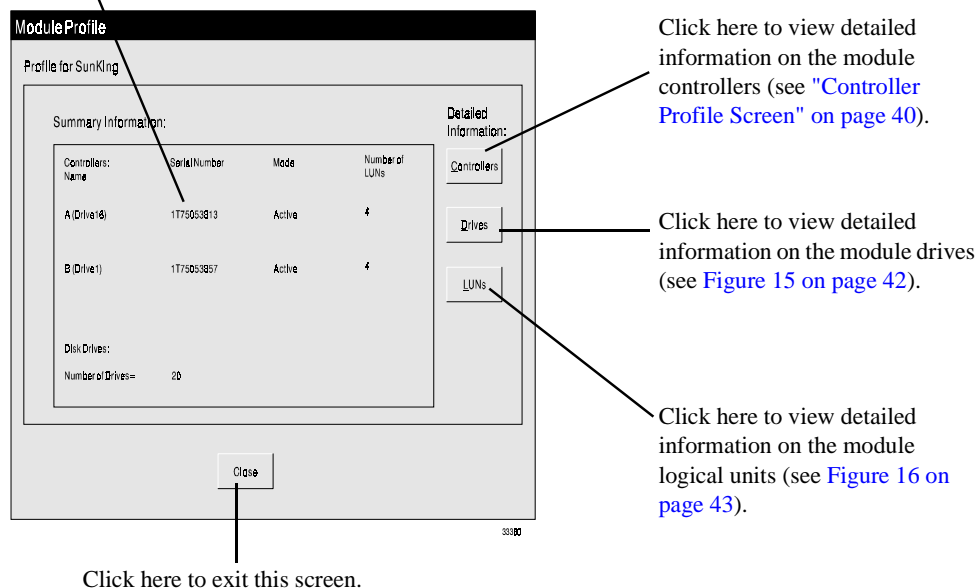 Module Profile
Profile for SunKing
Summary Information:
Detailed
Information:
Controllers:
Name
Serial Number
Mode
Number of
LUNs
A (Drive16)
1T75053813
Active
4
B (Drive1)
1T75053957
Active
4
Disk Drives:
Number of Drives=
20
Controllers
Drives
LUNs
Close
Click here to view detailed
information on the module
controllers (see "Controller
Profile Screen" on page 40).
Click here to view detailed
information on the module drives
(see Figure 15 on page 42).
Click here to view detailed
information on the module
logical units (see Figure 16 on
page 43).
Click here to exit this screen.